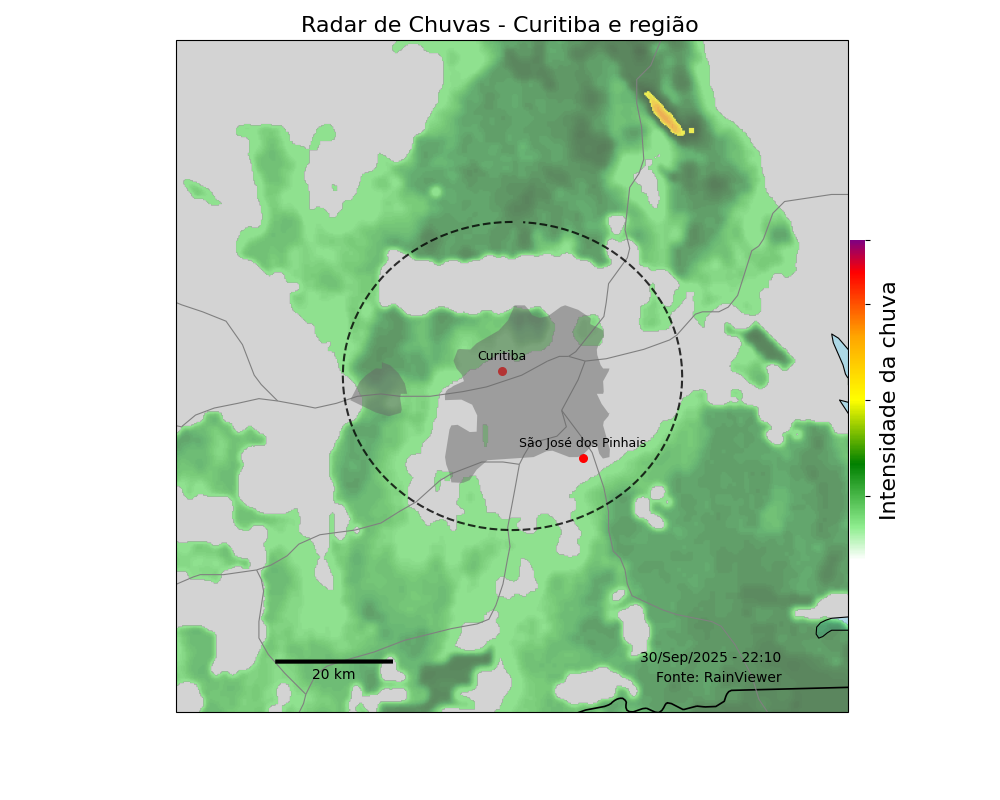 Radar de Chuvas - Curitiba e região
Curitiba
São José dos Pinhais
Intensidade da chuva
30/Sep/2025 - 22:10
20 km
Fonte: RainViewer